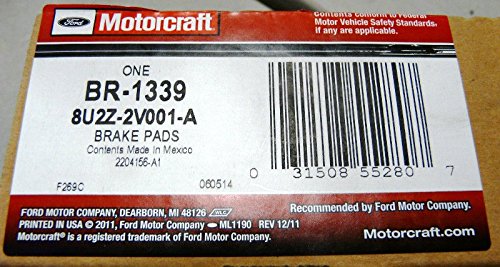 Ford
Motorcraft
Contents conform to Federal
Motor Vehicle Safety Standards,
If any are applicable.
ONE
BR-1339
8U2Z-2V001-A
BRAKE PADS
Contents Made In Mexico
2204156-A1
F269C
060514
0 31508 55280 7
FORD MOTOR COMPANY, DEARBORN, MI 48126 WLC
PRINTED IN U.S.A. © 2011, Ford Motor Company ML1190 REV 12/11
Motorcraft® is a registered trademark of Ford Motor Company.
Recommended by Ford Motor Company.
Motorcraft.com